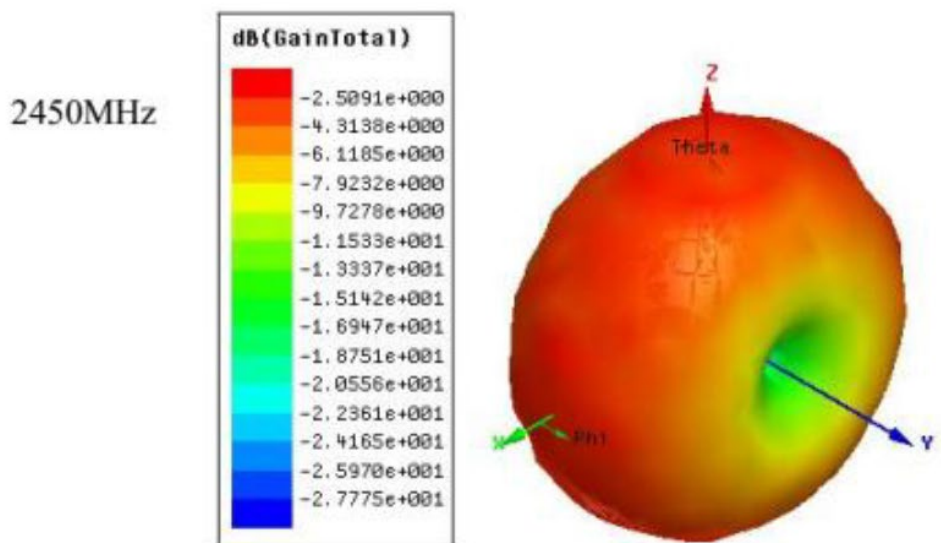 2450MHz
dB(GainTotal)
-2.5091e+000
-4.3138e+000
-6.1185e+000
-7.9232e+000
-9.7278e+000
-1.1533e+001
-1.3337e+001
-1.5142e+001
-1.6947e+001
-1.8751e+001
-2.0556e+001
-2.2361e+001
-2.4165e+001
-2.5970e+001
-2.7775e+001
Z
Theta
X
Phi
Y